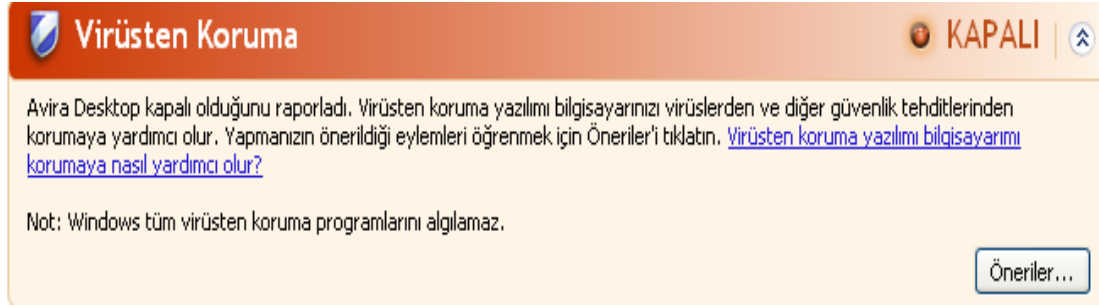 Virüsten Koruma
KAPALI
Avira Desktop kapalı olduğunu raporladı. Virüsten koruma yazılımı bilgisayarınızı virüslerden ve diğer güvenlik tehditlerinden
korumaya yardımcı olur. Yapmanızın önerildiği eylemleri öğrenmek için Öneriler'i tıklatın. Virüsten koruma yazılımı bilgisayarımı
korumaya nasıl yardımcı olur?
Not: Windows tüm virüsten koruma programlarını algılamaz.
Öneriler...